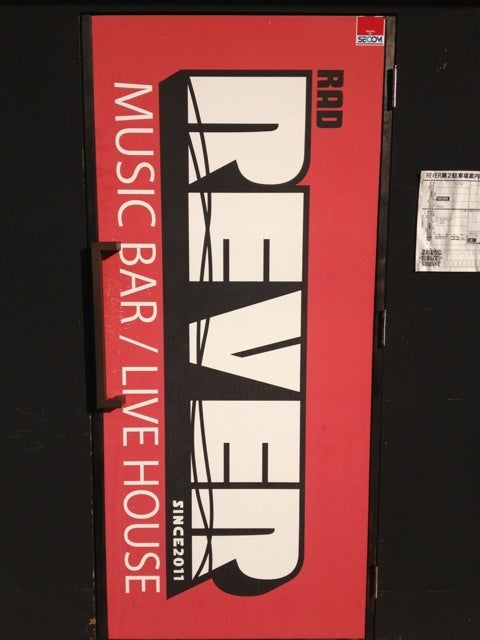 RAD
REVER
SINCE2011
MUSIC BAR / LIVE HOUSE
SECOM
REVER第2駐車場案内